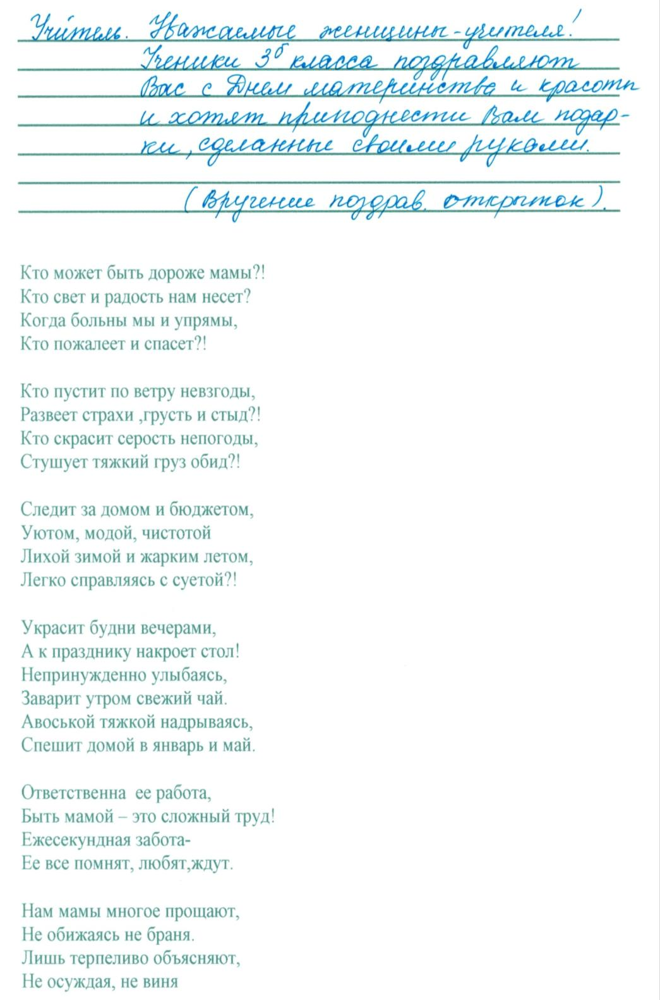 Учитель. Уважаемые женщины-учителя!
Ученики 3б класса поздравляют
Вас с Днем материнства и красоты
и хотят приподнести Вам подар-
ки, сделанные своими руками.
(Вручение поздрав. открыток).
Кто может быть дороже мамы?!
Кто свет и радость нам несет?
Когда больны мы и упрямы,
Кто пожалеет и спасет?!
Кто пустит по ветру невзгоды,
Развеет страхи ,грусть и стыд?!
Кто скрасит серость непогоды,
Стушует тяжкий груз обид?!
Следит за домом и бюджетом,
Уютом, модой, чистотой
Лихой зимой и жарким летом,
Легко справляясь с суетой?!
Украсит будни вечерами,
А к празднику накроет стол!
Непринужденно улыбаясь,
Заварит утром свежий чай.
Авоськой тяжкой надрываясь,
Спешит домой в январь и май.
Ответственна  ее работа,
Быть мамой – это сложный труд!
Ежесекундная забота-
Ее все помнят, любят,ждут.
Нам мамы многое прощают,
Не обижаясь не браня.
Лишь терпеливо объясняют,
Не осуждая, не виня